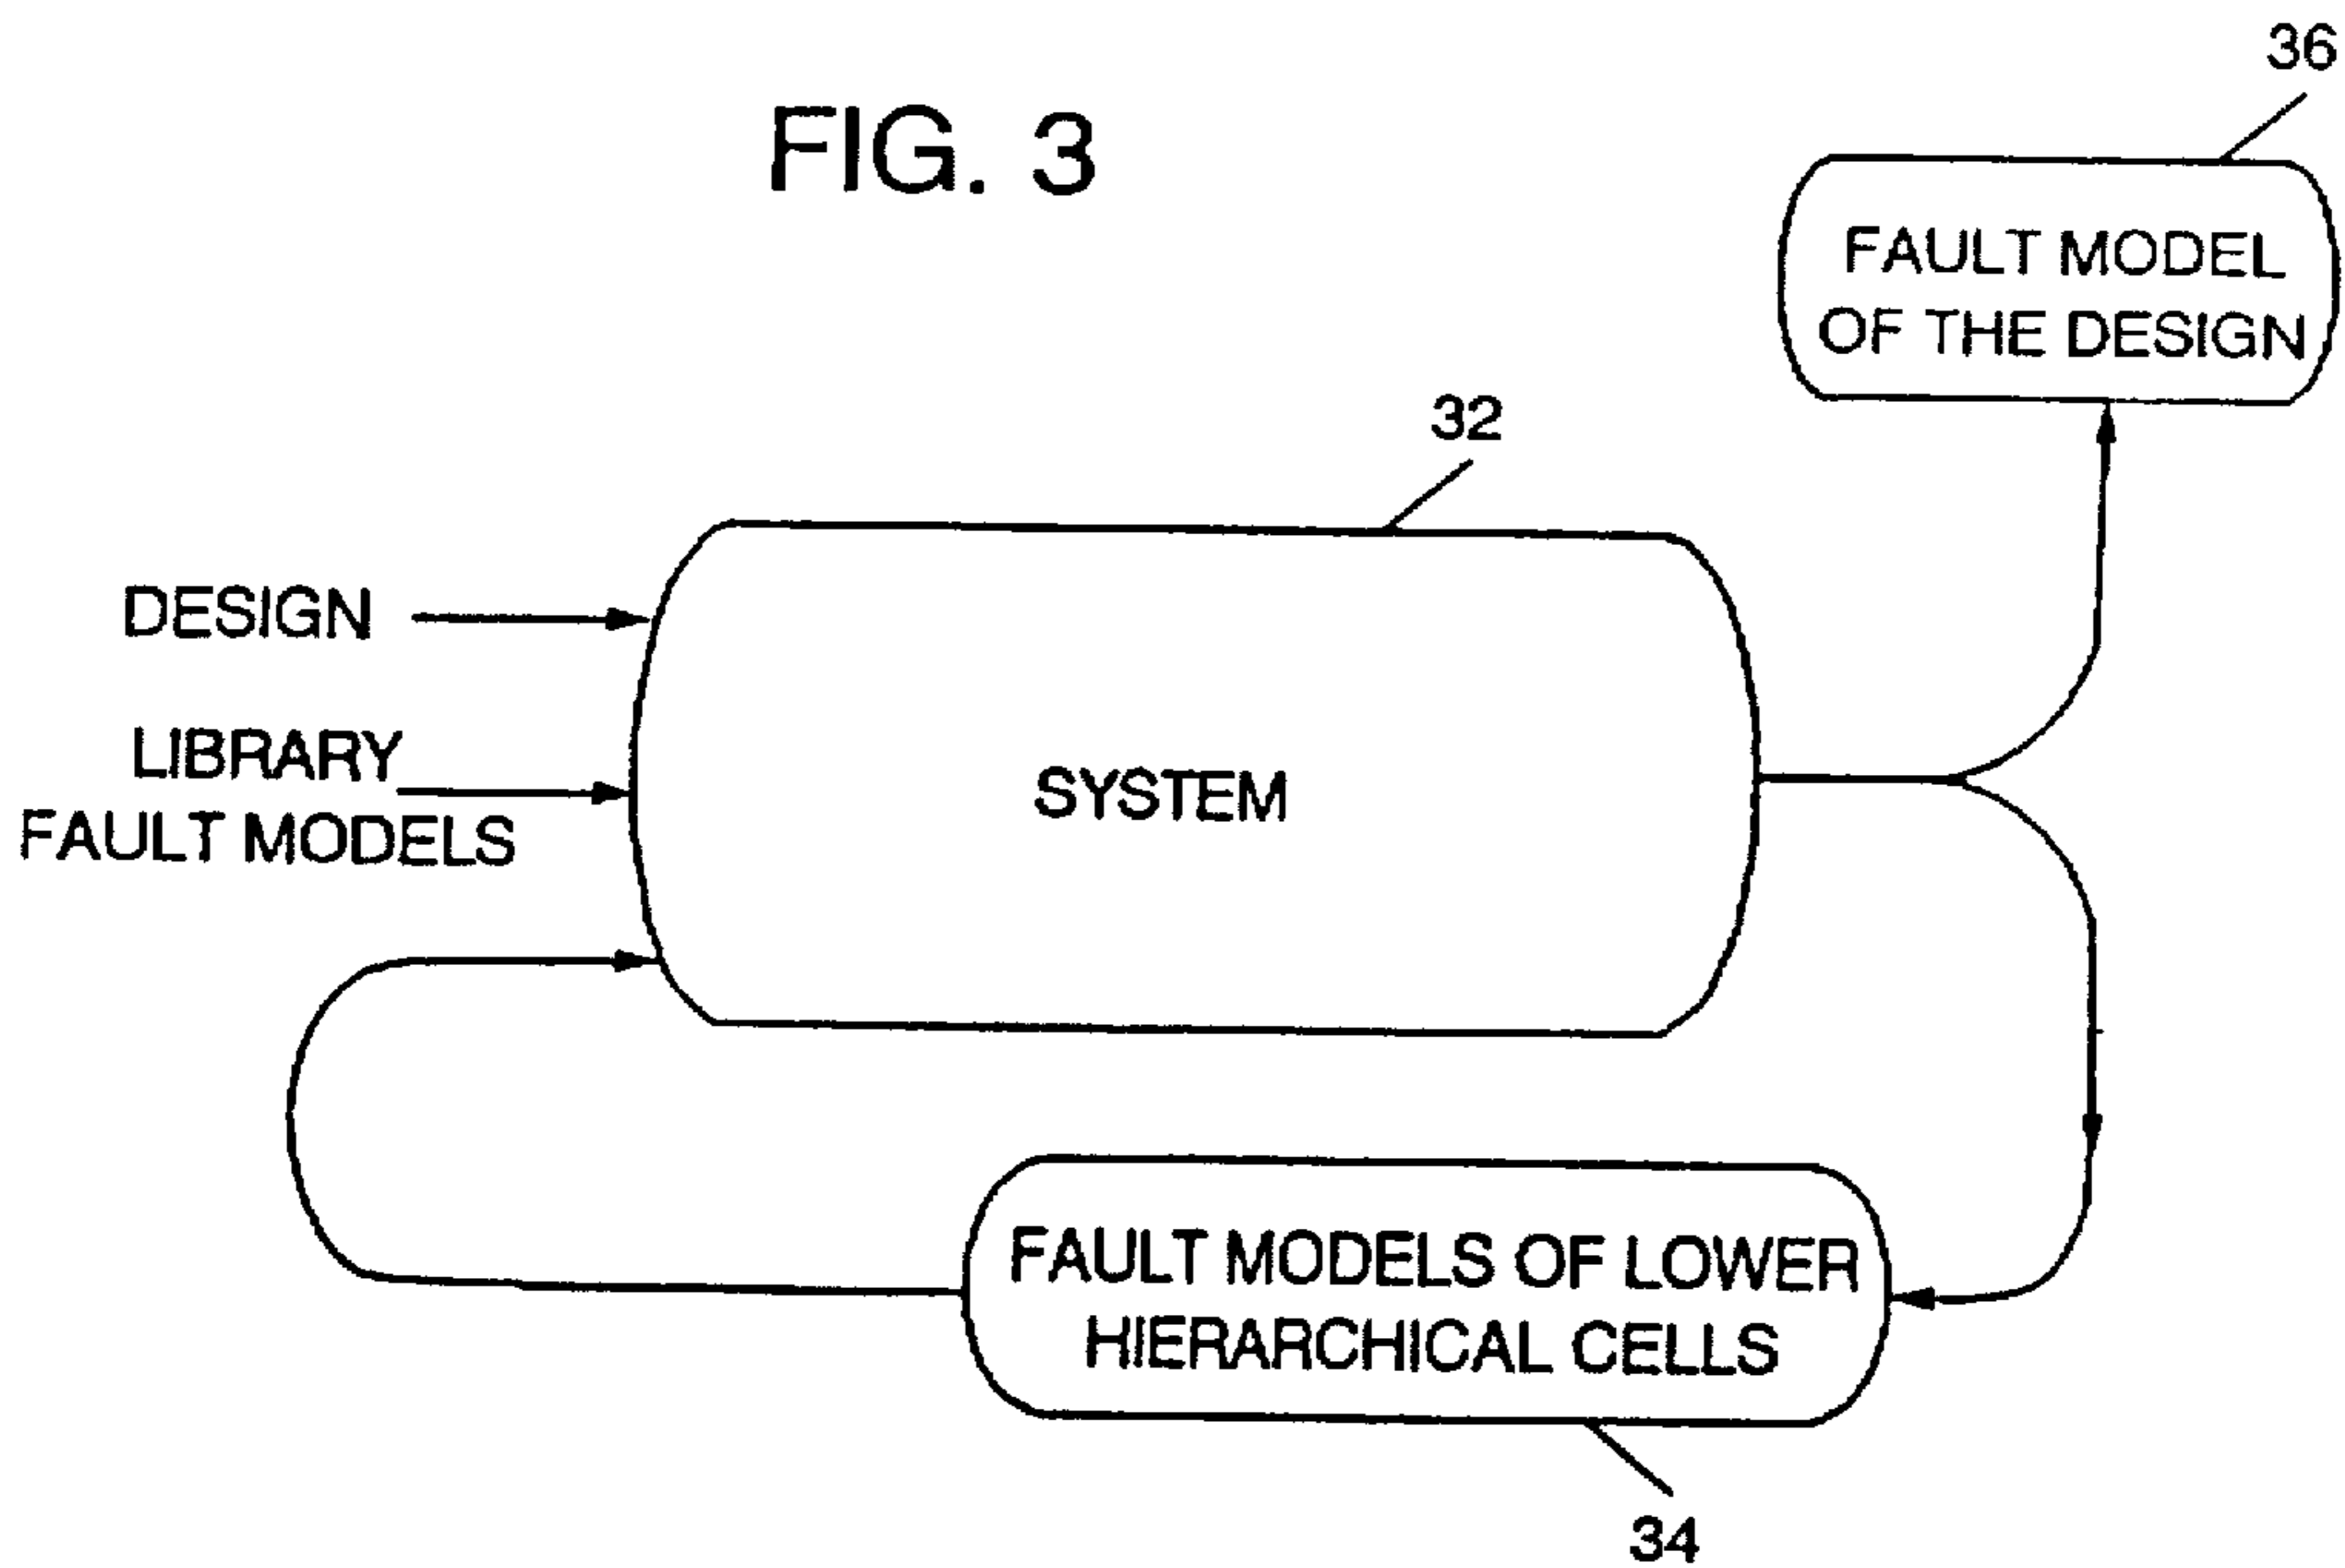 36
FIG. 3
FAULT MODEL
OF THE DESIGN
32
DESIGN
LIBRARY
FAULT MODELS
SYSTEM
FAULT MODELS OF LOWER
HIERARCHICAL CELLS
34